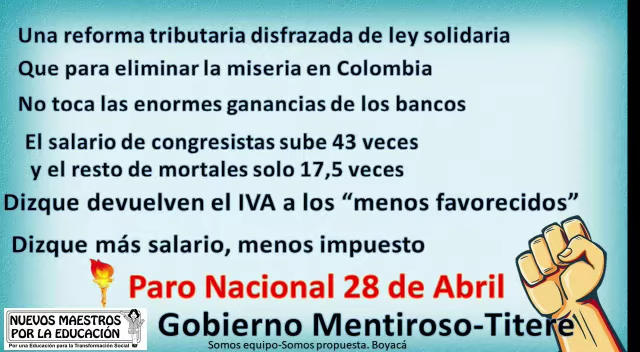 Una reforma tributaria disfrazada de ley solidaria
Que para eliminar la miseria en Colombia
No toca las enormes ganancias de los bancos
El salario de congresistas sube 43 veces
y el resto de mortales solo 17,5 veces
Dizque devuelven el IVA a los “menos favorecidos”
Dizque más salario, menos impuesto
Paro Nacional 28 de Abril
Gobierno Mentiroso-Titere
NUEVOS MAESTROS
POR LA EDUCACIÓN
Por una Educación para la Transformación Social
Somos equipo-Somos propuesta. Boyacá